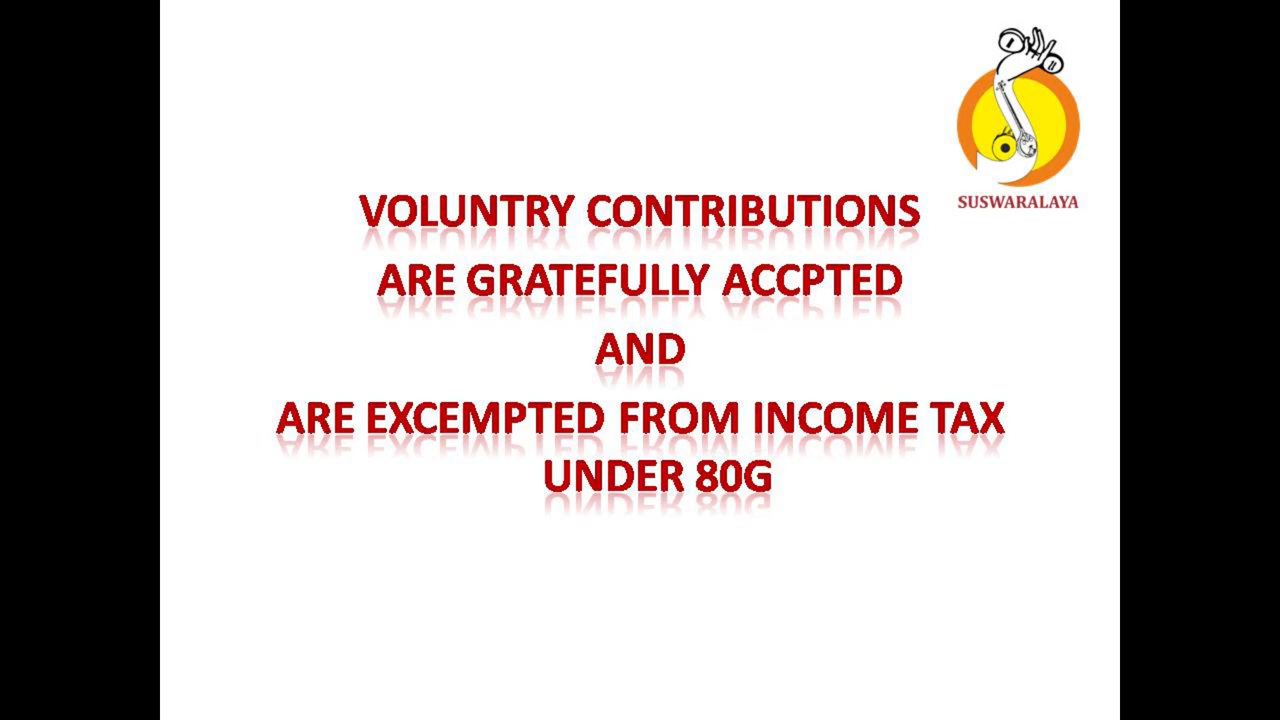 SUSWARALAYA
VOLUNTRY CONTRIBUTIONS
ARE GRATEFULLY ACCPTED
AND
ARE EXCEMPTED FROM INCOME TAX
UNDER 80G